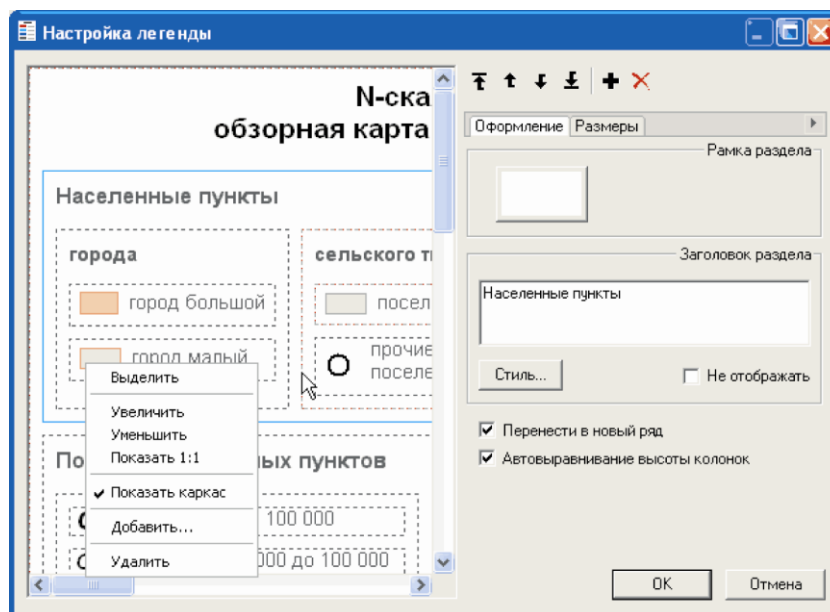 Настройка легенды
N-ска
обзорная карта
Населенные пункты
города
город большой
город малый
сельского т
посел
прочие
поселе
Выделить
Увеличить
Уменьшить
Показать 1:1
Показать каркас
Добавить...
Удалить
По
ых пунктов
100 000
000 до 100 000
Оформление Размеры
Рамка раздела
Заголовок раздела
Населенные пункты
Стиль...
Не отображать
Перенести в новый ряд
Автовыравнивание высоты колонок
OK
Отмена